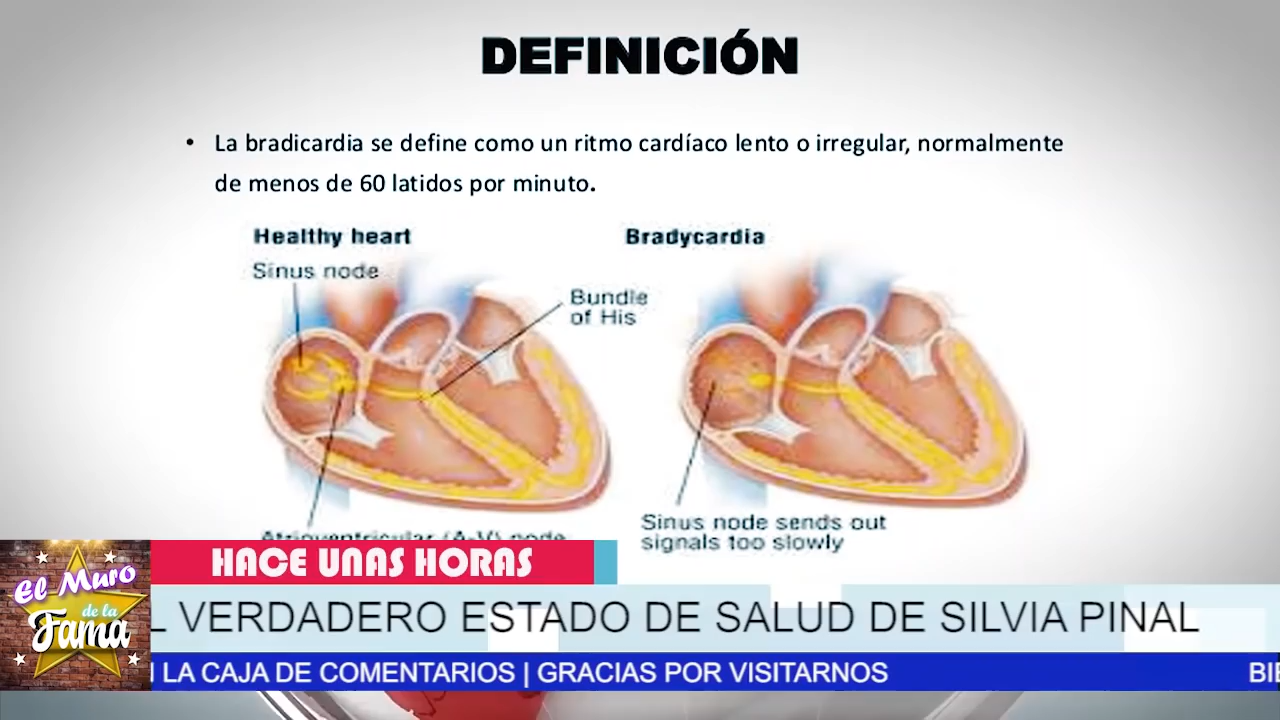 DEFINICIÓN
• La bradicardia se define como un ritmo cardíaco lento o irregular, normalmente
de menos de 60 latidos por minuto.
Healthy heart
Sinus node
Bundle
of His
Atrioventricular (A-V) node
Bradycardia
Sinus node sends out
signals too slowly
HACE UNAS HORAS
El Muro
de la
Fama
L VERDADERO ESTADO DE SALUD DE SILVIA PINAL
LA CAJA DE COMENTARIOS | GRACIAS POR VISITARNOS